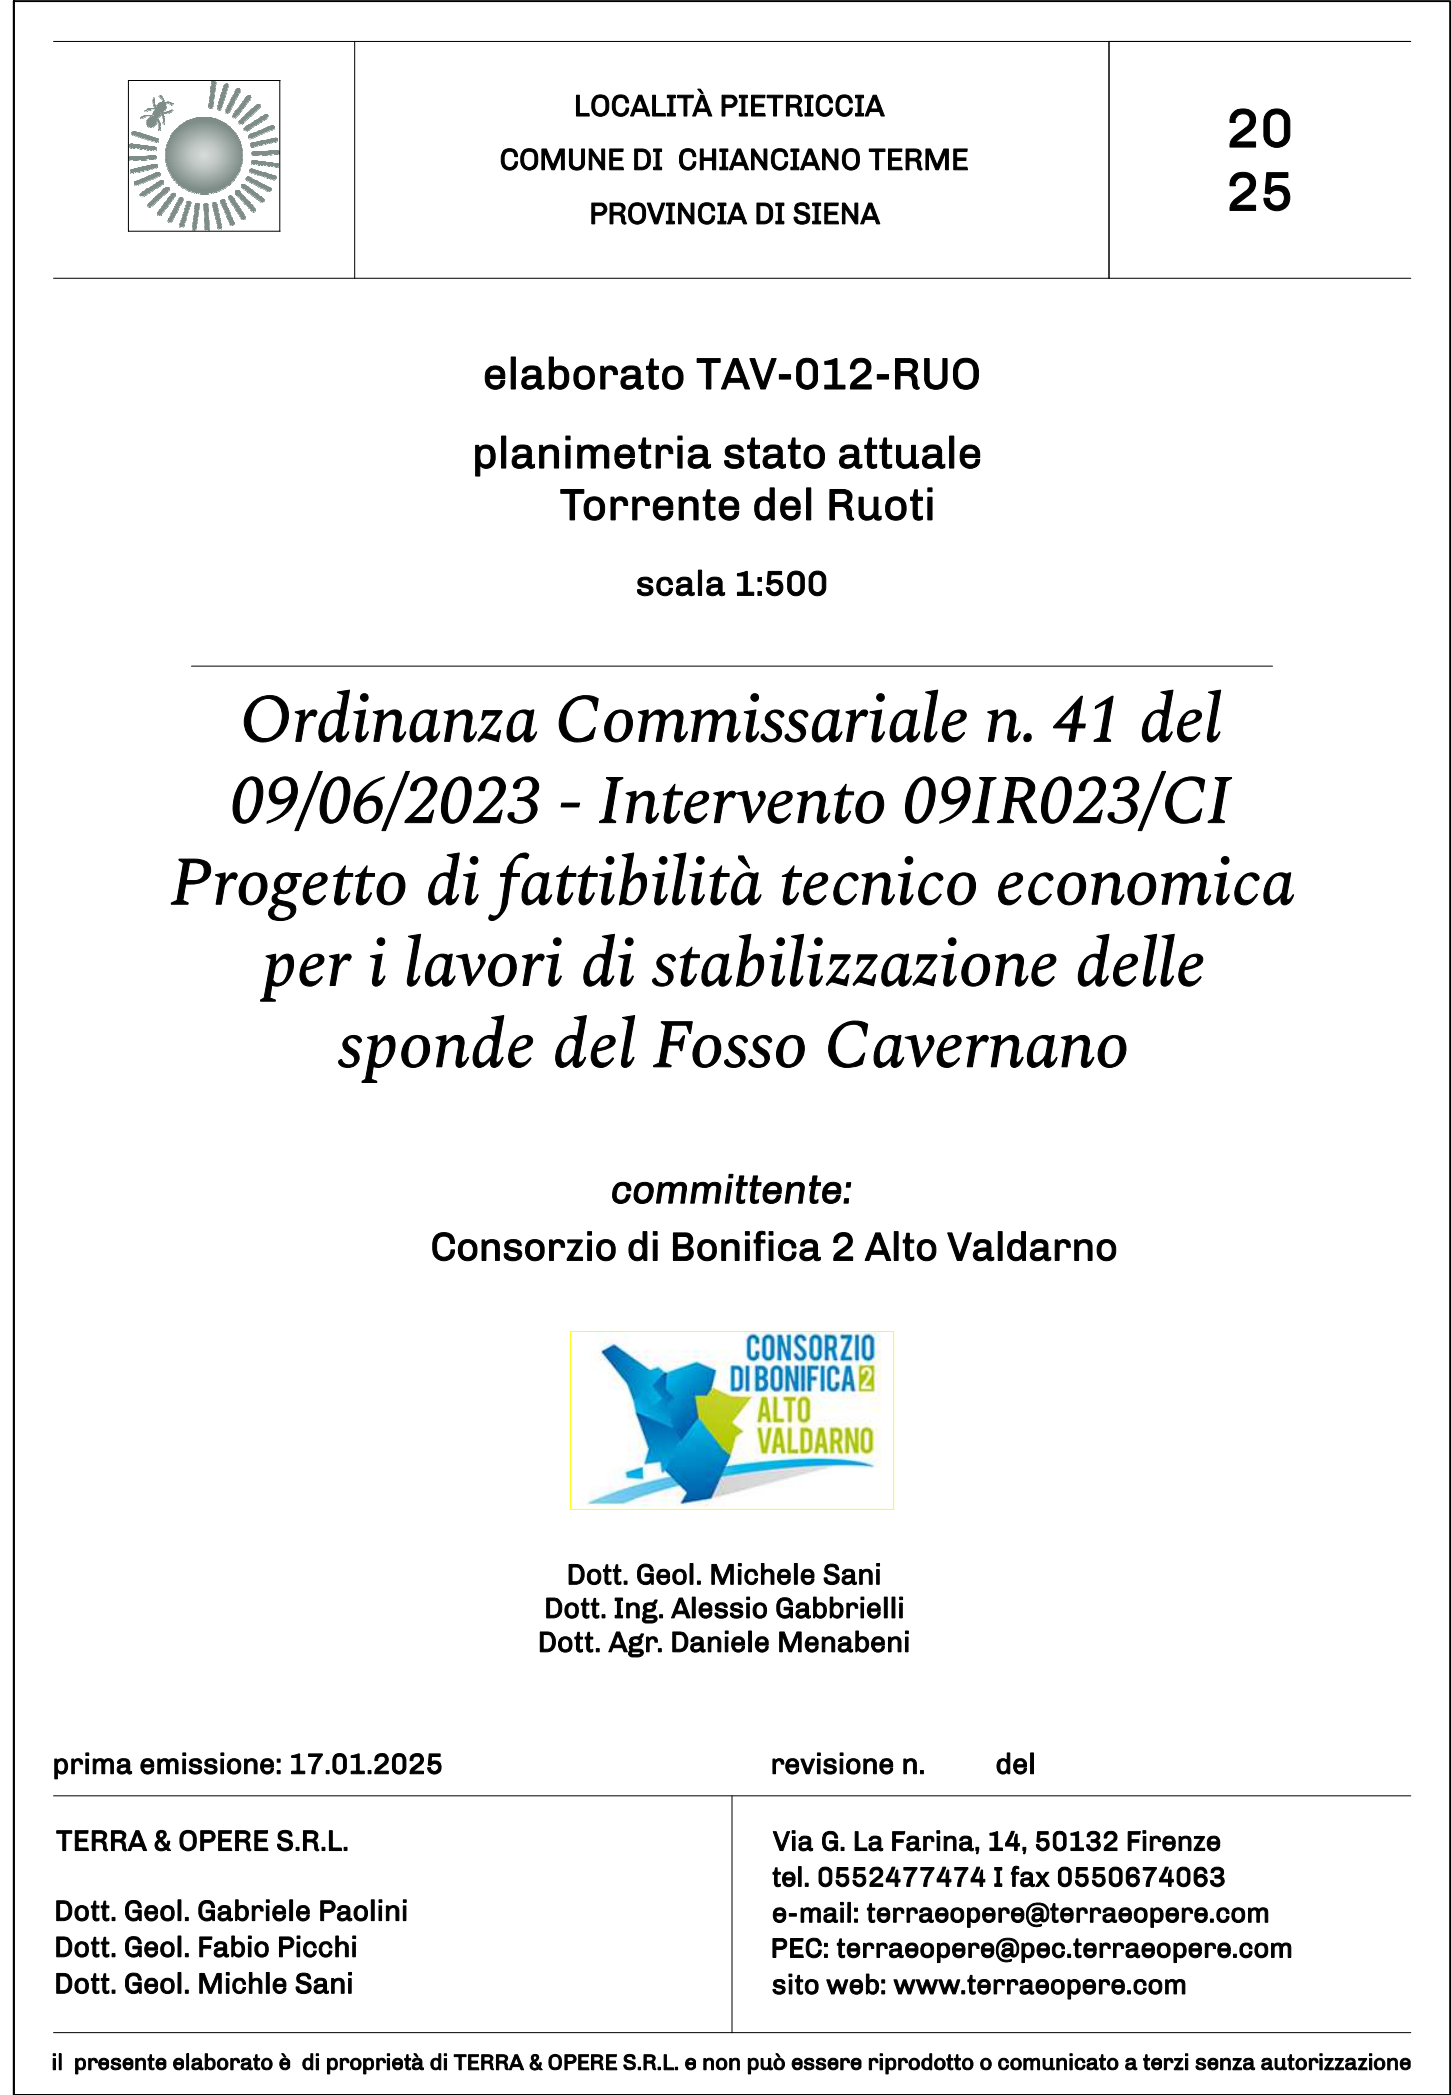 LOCALITÀ PIETRICCIA
COMUNE DI  CHIANCIANO TERME
PROVINCIA DI SIENA
20
25
elaborato TAV-012-RUO
planimetria stato attuale
Torrente del Ruoti
scala 1:500
Ordinanza Commissariale n. 41 del
09/06/2023 - Intervento 09IR023/CI
Progetto di fattibilità tecnico economica
per i lavori di stabilizzazione delle
sponde del Fosso Cavernano
committente:
Consorzio di Bonifica 2 Alto Valdarno
CONSORZIO
DI BONIFICA 2
ALTO
VALDARNO
Dott. Geol. Michele Sani
Dott. Ing. Alessio Gabbrielli
Dott. Agr. Daniele Menabeni
prima emissione: 17.01.2025
revisione n. del
TERRA & OPERE S.R.L.
Dott. Geol. Gabriele Paolini
Dott. Geol. Fabio Picchi
Dott. Geol. Michle Sani
Via G. La Farina, 14, 50132 Firenze
tel. 0552477474 I fax 0550674063
e-mail: terraeopere@terraeopere.com
PEC: terraeopere@pec.terraeopere.com
sito web: www.terraeopere.com
il  presente elaborato è  di proprietà di TERRA & OPERE S.R.L. e non può essere riprodotto o comunicato a terzi senza autorizzazione